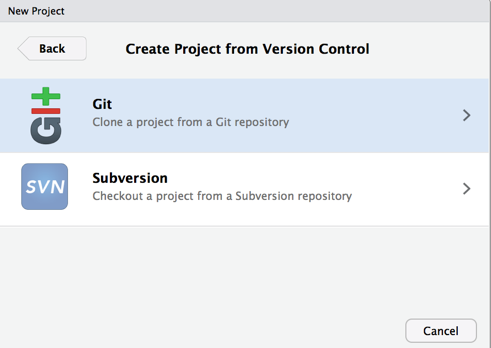 New Project
Back
Create Project from Version Control
git
Git
Clone a project from a Git repository
SVN
Subversion
Checkout a project from a Subversion repository
Cancel